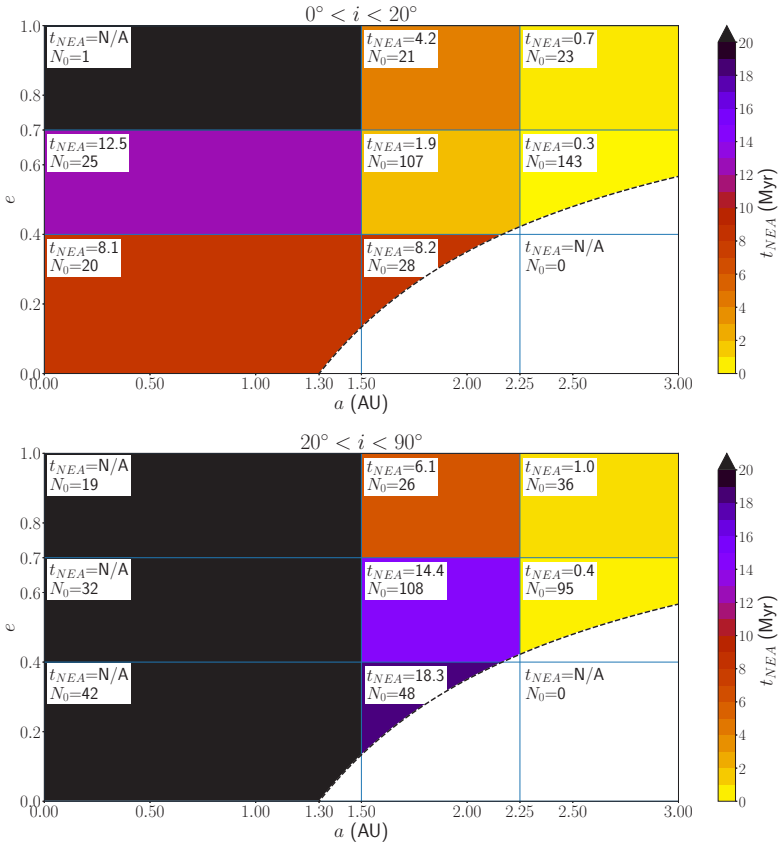 0° < i < 20°
t_NEA=N/A
N_0=1
t_NEA=4.2
N_0=21
t_NEA=0.7
N_0=23
t_NEA=12.5
N_0=25
t_NEA=1.9
N_0=107
t_NEA=0.3
N_0=143
t_NEA=8.1
N_0=20
t_NEA=8.2
N_0=28
t_NEA=N/A
N_0=0
1.0
0.8
0.7
0.6
0.4
0.2
0.0
e
0.00 0.50 1.00 1.30 1.50 2.00 2.25 2.50 3.00
a (AU)
20
18
16
14
12
10
8
6
4
2
0
t_NEA (Myr)
20° < i < 90°
t_NEA=N/A
N_0=19
t_NEA=6.1
N_0=26
t_NEA=1.0
N_0=36
t_NEA=N/A
N_0=32
t_NEA=14.4
N_0=108
t_NEA=0.4
N_0=95
t_NEA=N/A
N_0=42
t_NEA=18.3
N_0=48
t_NEA=N/A
N_0=0
1.0
0.8
0.7
0.6
0.4
0.2
0.0
e
0.00 0.50 1.00 1.30 1.50 2.00 2.25 2.50 3.00
a (AU)
20
18
16
14
12
10
8
6
4
2
0
t_NEA (Myr)